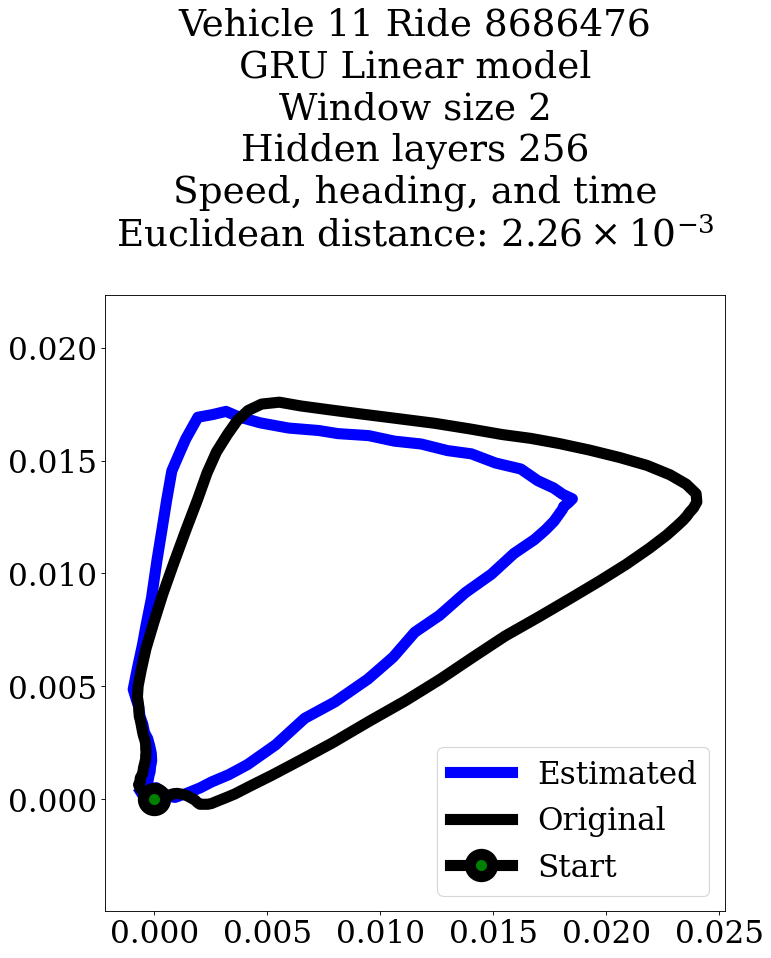 Vehicle 11 Ride 8686476
GRU Linear model
Window size 2
Hidden layers 256
Speed, heading, and time
Euclidean distance: 2.26 × 10⁻³
0.020
0.015
0.010
0.005
0.000
Estimated
Original
Start
0.000 0.005 0.010 0.015 0.020 0.025